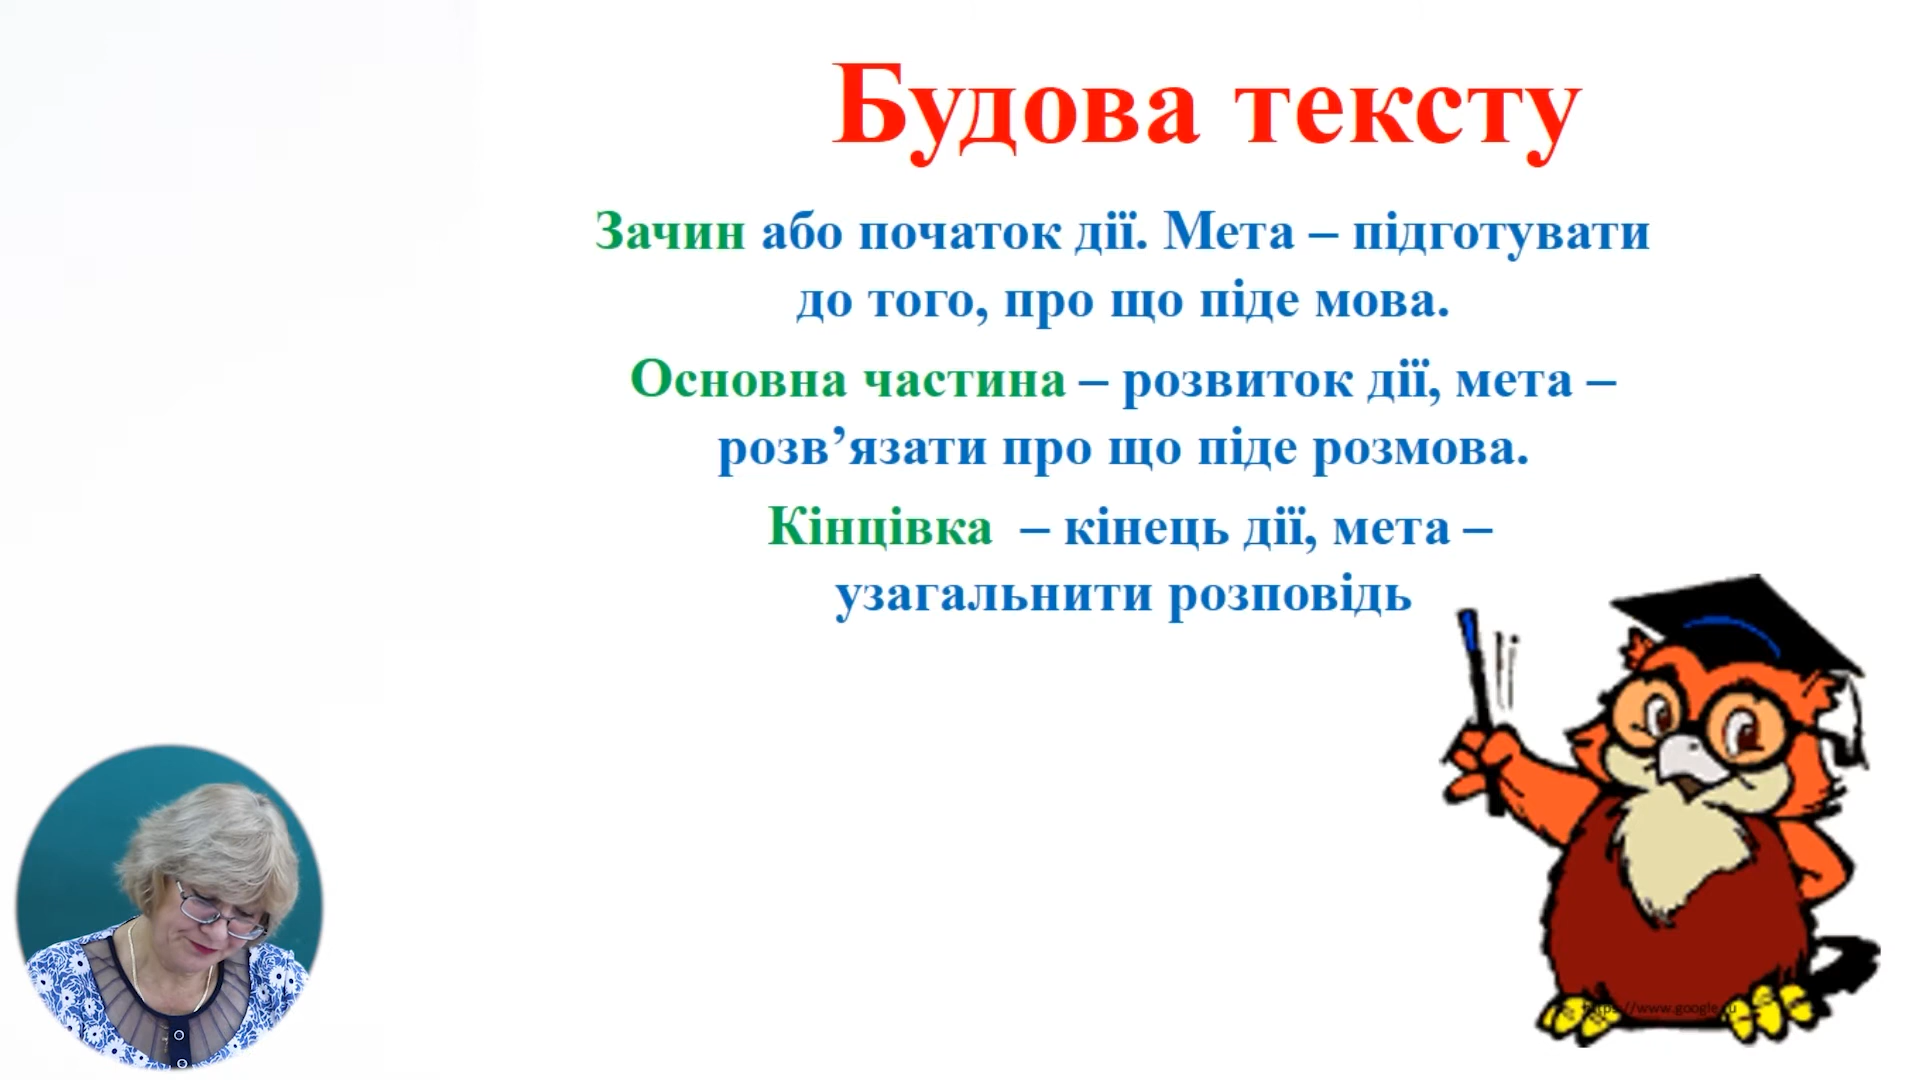 Будова тексту
Зачин або початок дії. Мета – підготувати
до того, про що піде мова.
Основна частина – розвиток дії, мета –
розв’язати про що піде розмова.
Кінцівка – кінець дії, мета –
узагальнити розповідь